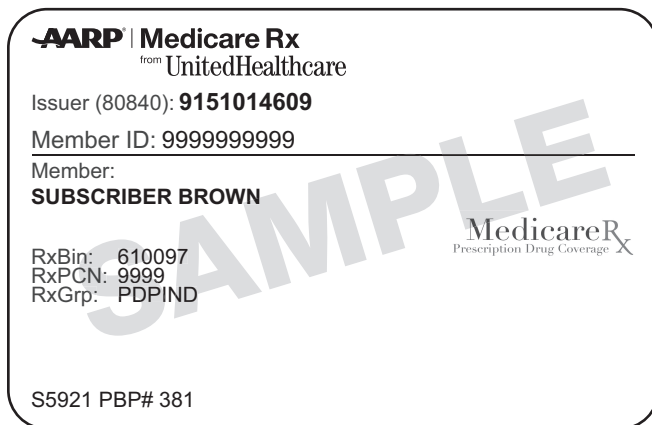 AARP | Medicare Rx
from UnitedHealthcare
Issuer (80840): 9151014609
Member ID: 9999999999
Member:
SUBSCRIBER BROWN
SAMPLE
MedicareRx
Prescription Drug Coverage
RxBin: 610097
RxPCN: 9999
RxGrp: PDPIND
S5921 PBP# 381